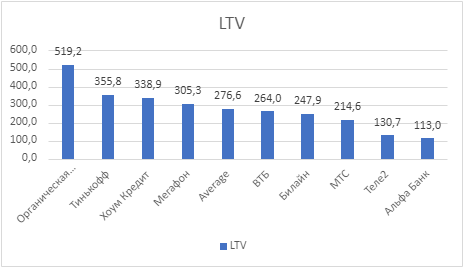 LTV
600,0
500,0
400,0
300,0
200,0
100,0
0,0
519,2
355,8
338,9
305,3
276,6
264,0
247,9
214,6
130,7
113,0
Органическая...
Тинькофф
Хоум Кредит
Мегафон
Average
ВТБ
Билайн
МТС
Теле2
Альфа Банк
LTV